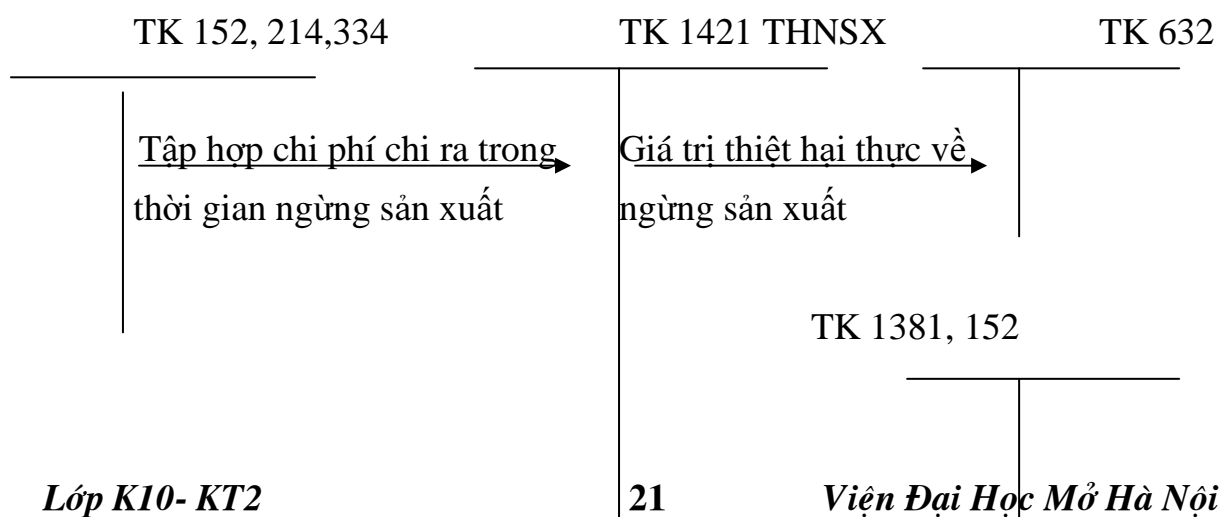 TK 152, 214,334 TK 1421 THNSX TK 632
Tập hợp chi phí chi ra trong Giá trị thiệt hại thực về
thời gian ngừng sản xuất ngừng sản xuất
TK 1381, 152
Lớp K10- KT2 21 Viện Đại Học Mở Hà Nội